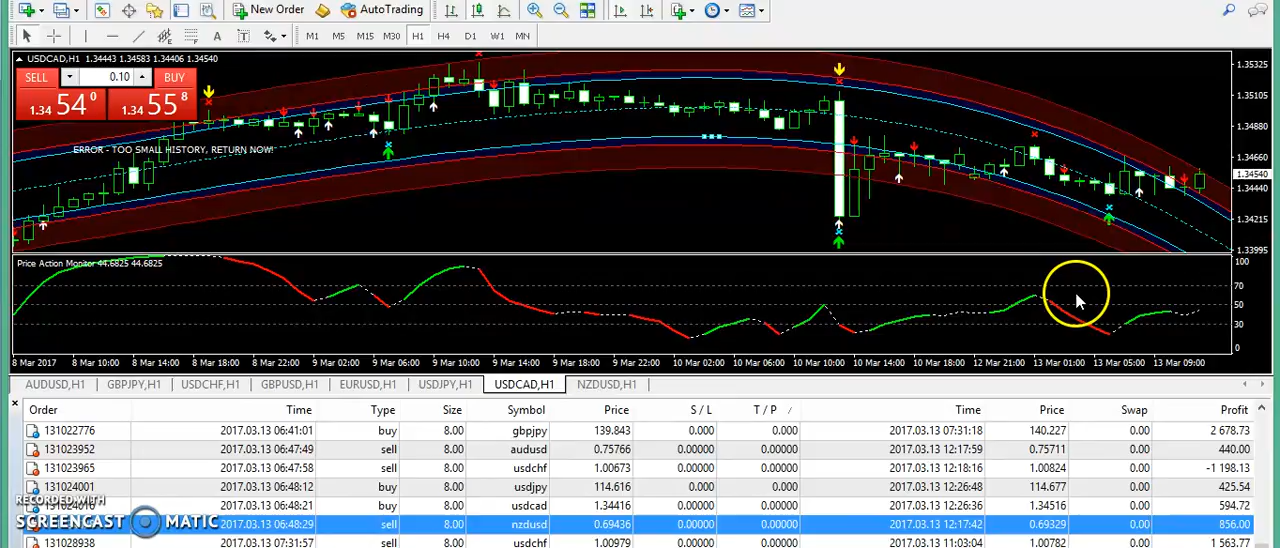 New Order AutoTrading
A T M1 M5 M15 M30 H1 H4 D1 W1 MN
USDCAD,H1 1.34443 1.34583 1.34406 1.34540
SELL 0.10 BUY
1.34 54 0 1.34 55 8
ERROR - TOO SMALL HISTORY, RETURN NOW!
1.35325
1.35105
1.34880
1.34660
1.34540
1.34440
1.34215
1.33995
Price Action Monitor 44.6825 44.6825
100
70
50
30
0
8 Mar 2017 8 Mar 10:00 8 Mar 14:00 8 Mar 18:00 8 Mar 22:00 9 Mar 02:00 9 Mar 06:00 9 Mar 10:00 9 Mar 14:00 9 Mar 18:00 9 Mar 22:00 10 Mar 02:00 10 Mar 06:00 10 Mar 10:00 10 Mar 14:00 10 Mar 18:00 12 Mar 21:00 13 Mar 01:00 13 Mar 05:00 13 Mar 09:00
AUDUSD,H1 GBPJPY,H1 USDCHF,H1 GBPUSD,H1 EURUSD,H1 USDJPY,H1 USDCAD,H1 NZDUSD,H1
Order Time Type Size Symbol Price S / L T / P / Time Price Swap Profit
131022776 2017.03.13 06:41:01 buy 8.00 gbpjpy 139.843 0.000 0.000 2017.03.13 07:31:18 140.227 0.00 2 678.73
131023952 2017.03.13 06:47:49 sell 8.00 audusd 0.75766 0.00000 0.00000 2017.03.13 12:17:59 0.75711 0.00 440.00
131023965 2017.03.13 06:47:58 sell 8.00 usdchf 1.00673 0.00000 0.00000 2017.03.13 12:18:16 1.00824 0.00 -1 198.13
131024001 2017.03.13 06:48:12 buy 8.00 usdjpy 114.616 0.000 0.000 2017.03.13 12:26:48 114.677 0.00 425.54
131024016 2017.03.13 06:48:21 buy 8.00 usdcad 1.34416 0.00000 0.00000 2017.03.13 12:26:36 1.34516 0.00 594.72
2017.03.13 06:48:29 sell 8.00 nzdusd 0.69436 0.00000 0.00000 2017.03.13 12:17:42 0.69329 0.00 856.00
131028938 2017.03.13 07:31:57 sell 8.00 usdchf 1.00979 0.00000 0.00000 2017.03.13 11:03:04 1.00782 0.00 1 563.77
RECORDED WITH
SCREENCAST MATIC